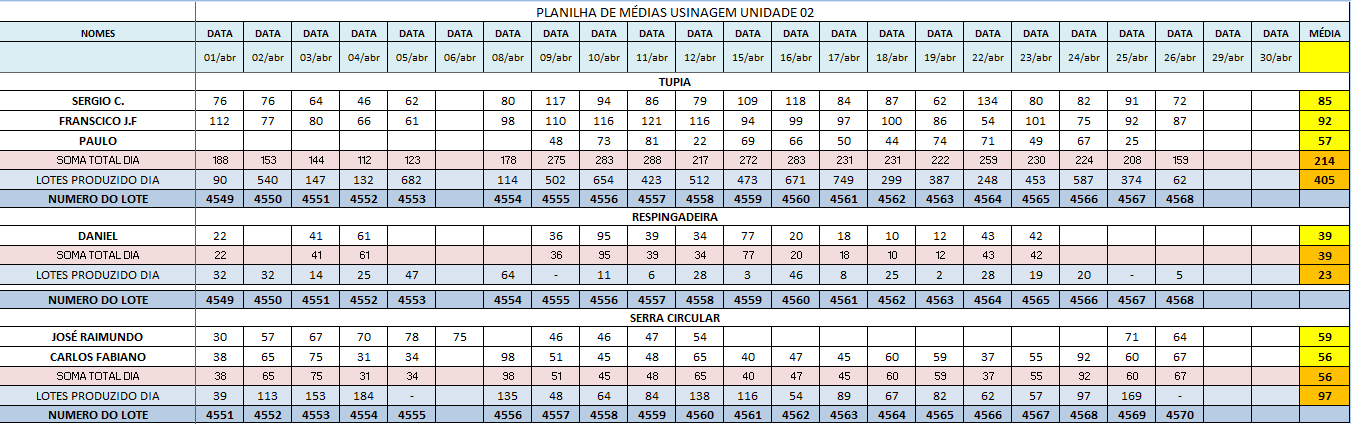 PLANILHA DE MÉDIAS USINAGEM UNIDADE 02
NOMES DATA DATA DATA DATA DATA DATA DATA DATA DATA DATA DATA DATA DATA DATA DATA DATA DATA DATA DATA DATA DATA DATA DATA MÉDIA
01/abr 02/abr 03/abr 04/abr 05/abr 06/abr 08/abr 09/abr 10/abr 11/abr 12/abr 15/abr 16/abr 17/abr 18/abr 19/abr 22/abr 23/abr 24/abr 25/abr 26/abr 29/abr 30/abr
TUPIA
SERGIO C. 76 76 64 46 62 80 117 94 86 79 109 118 84 87 62 134 80 82 91 72 85
FRANSCICO J.F 112 77 80 66 61 98 110 116 121 116 94 99 97 100 86 54 101 75 92 87 92
PAULO 48 73 81 22 69 66 50 44 74 71 49 67 25 57
SOMA TOTAL DIA 188 153 144 112 123 178 275 283 288 217 272 283 231 231 222 259 230 224 208 159 214
LOTES PRODUZIDO DIA 90 540 147 132 682 114 502 654 423 512 473 671 749 299 387 248 453 587 374 62 405
NUMERO DO LOTE 4549 4550 4551 4552 4553 4554 4555 4556 4557 4558 4559 4560 4561 4562 4563 4564 4565 4566 4567 4568
RESPINGADEIRA
DANIEL 22 41 61 36 95 39 34 77 20 18 10 12 43 42 39
SOMA TOTAL DIA 22 41 61 36 95 39 34 77 20 18 10 12 43 42 39
LOTES PRODUZIDO DIA 32 32 14 25 47 64 - 11 6 28 3 46 8 25 2 28 19 20 - 5 23
NUMERO DO LOTE 4549 4550 4551 4552 4553 4554 4555 4556 4557 4558 4559 4560 4561 4562 4563 4564 4565 4566 4567 4568
SERRA CIRCULAR
JOSÉ RAIMUNDO 30 57 67 70 78 75 46 46 47 54 71 64 59
CARLOS FABIANO 38 65 75 31 34 98 51 45 48 65 40 47 45 60 59 37 55 92 60 67 56
SOMA TOTAL DIA 38 65 75 31 34 98 51 45 48 65 40 47 45 60 59 37 55 92 60 67 56
LOTES PRODUZIDO DIA 39 113 153 184 - 135 48 64 84 138 116 54 89 67 82 62 57 97 169 - 97
NUMERO DO LOTE 4551 4552 4553 4554 4555 4556 4557 4558 4559 4560 4561 4562 4563 4564 4565 4566 4567 4568 4569 4570